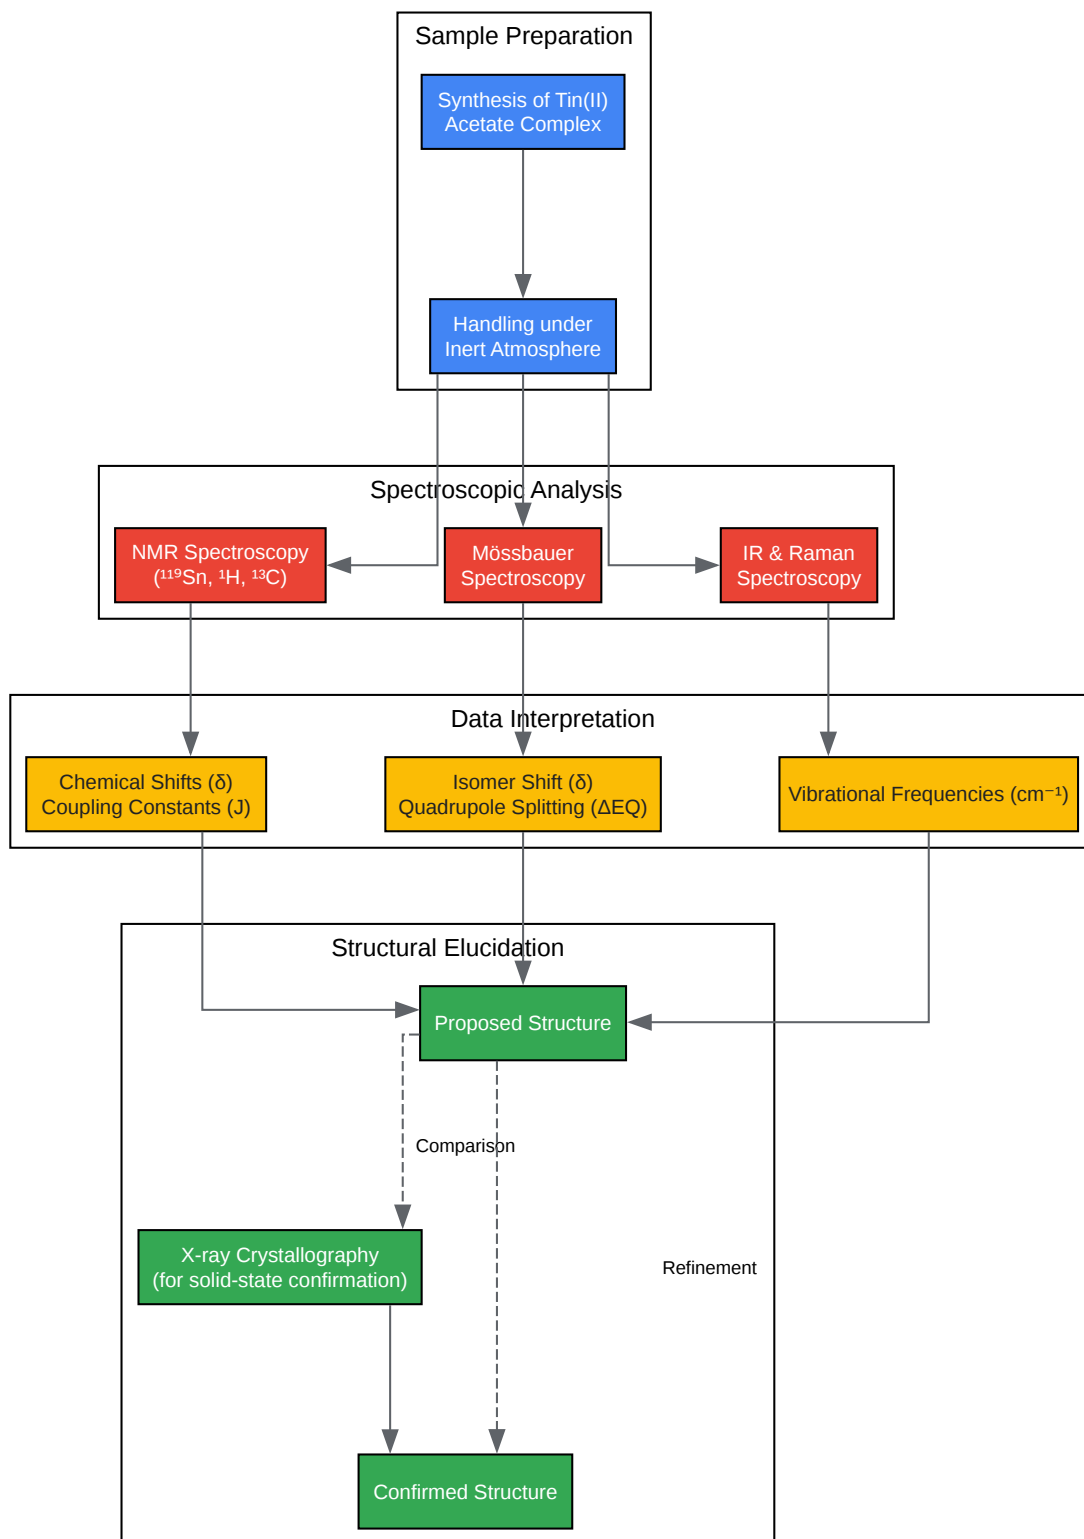 Sample Preparation
Synthesis of Tin(II)
Acetate Complex
Handling under
Inert Atmosphere
Spectroscopic Analysis
NMR Spectroscopy
(¹¹⁹Sn, ¹H, ¹³C)
Mössbauer
Spectroscopy
IR & Raman
Spectroscopy
Data Interpretation
Chemical Shifts (δ)
Coupling Constants (J)
Isomer Shift (δ)
Quadrupole Splitting (ΔEQ)
Vibrational Frequencies (cm⁻¹)
Structural Elucidation
Proposed Structure
Comparison
X-ray Crystallography
(for solid-state confirmation)
Refinement
Confirmed Structure